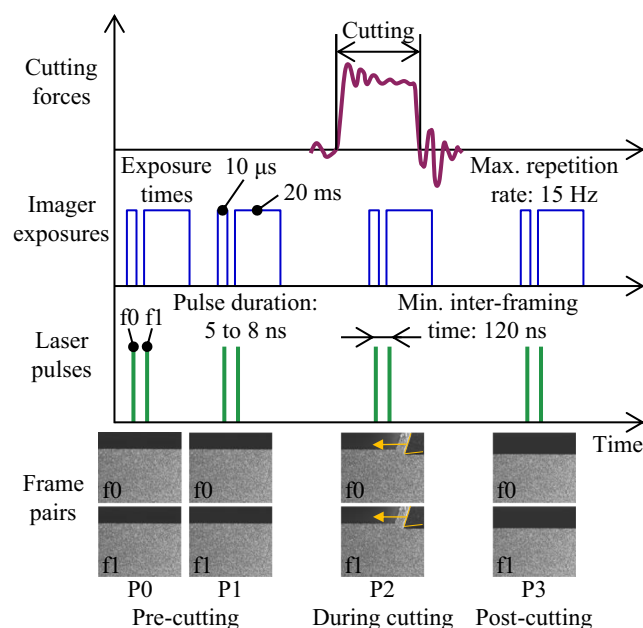 Cutting
Cutting
forces
Exposure
times
10 μs
20 ms
Max. repetition
rate: 15 Hz
Imager
exposures
Pulse duration:
5 to 8 ns
Min. inter-framing
time: 120 ns
f0 f1
Laser
pulses
Time
Frame
pairs
f0
f0
f0
f0
f1
f1
f1
f1
P0
P1
P2
P3
Pre-cutting
During cutting
Post-cutting